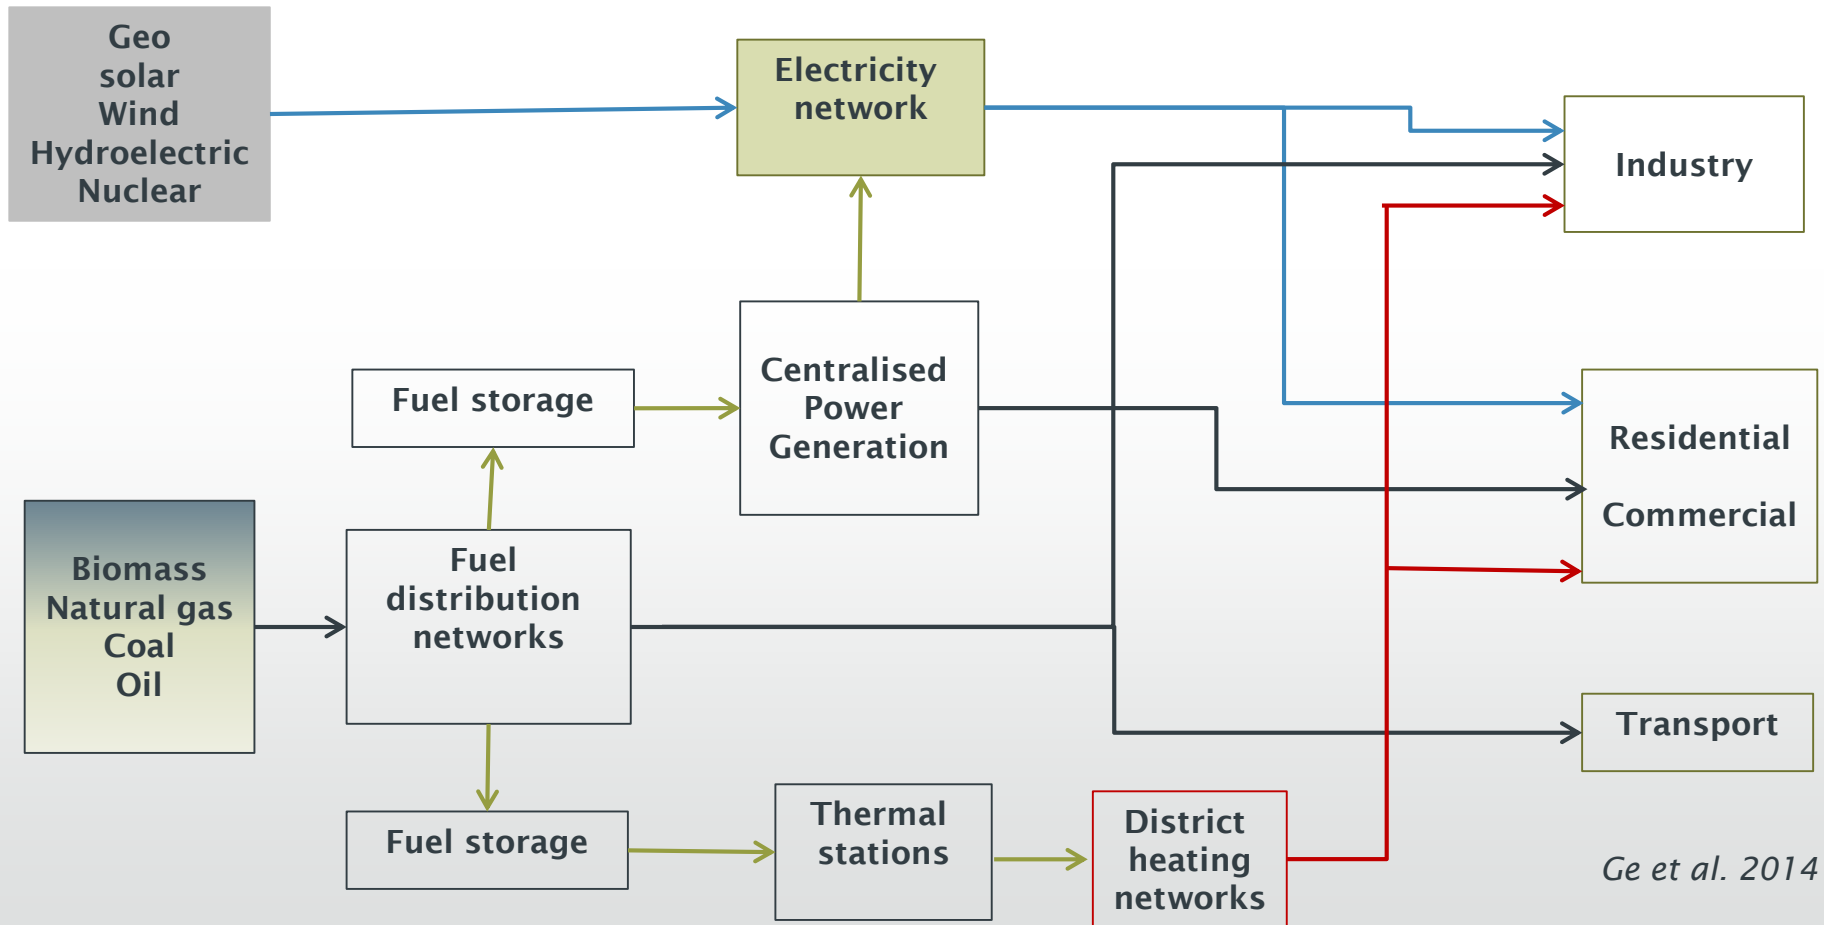 Geo
solar
Wind
Hydroelectric
Nuclear
Electricity
network
Industry
Centralised
Power
Generation
Fuel storage
Residential
Commercial
Biomass
Natural gas
Coal
Oil
Fuel
distribution
networks
Transport
Fuel storage
Thermal
stations
District
heating
networks
Ge et al. 2014